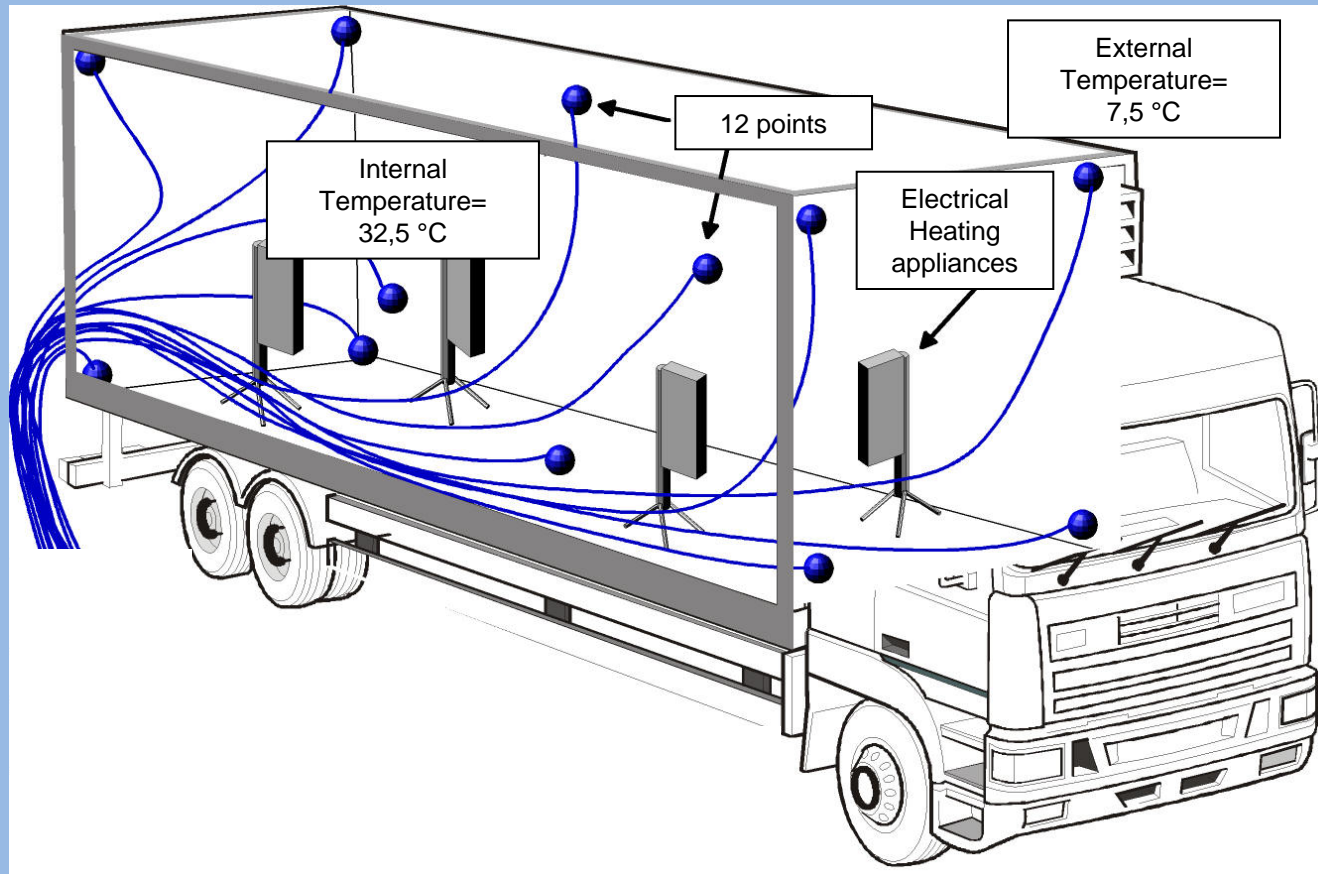 External
Temperature=
7,5 °C
12 points
Internal
Temperature=
32,5 °C
Electrical
Heating
appliances